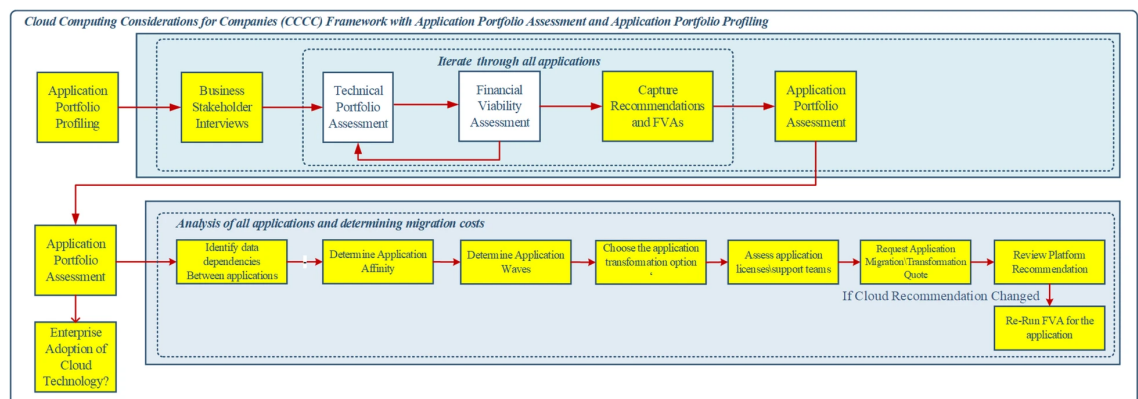 Cloud Computing Considerations for Companies (CCCC) Framework with Application Portfolio Assessment and Application Portfolio Profiling
Iterate through all applications
Application
Portfolio
Profiling
Business
Stakeholder
Interviews
Technical
Portfolio
Assessment
Financial
Viability
Assessment
Capture
Recommendations
and FVAs
Application
Portfolio
Assessment
Analysis of all applications and determining migration costs
Application
Portfolio
Assessment
Identify data
dependencies
Between applications
Determine Application
Affinity
Determine Application
Waves
Choose the application
transformation option
Assess application
licenses\support teams
Request Application
Migration\Transformation
Quote
Review Platform
Recommendation
If Cloud Recommendation Changed
Re-Run FVA for the
application
Enterprise
Adoption of
Cloud
Technology?